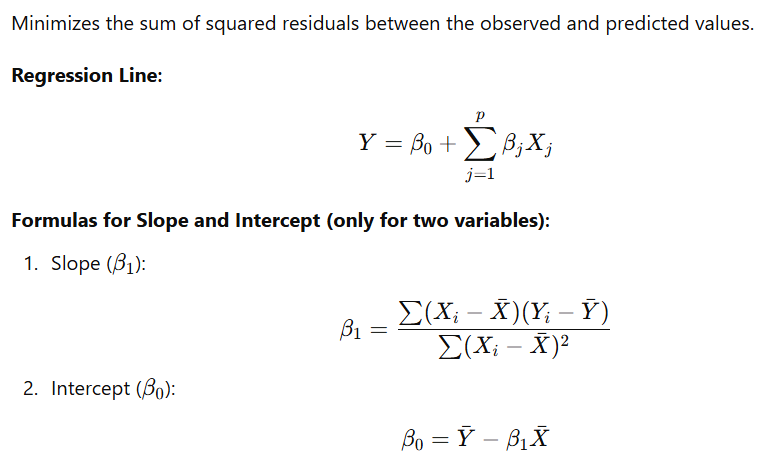 Minimizes the sum of squared residuals between the observed and predicted values.
Regression Line:
Y = β₀ + ∑_{j=1}^{p} β_j X_j
Formulas for Slope and Intercept (only for two variables):
1. Slope (β₁):
β₁ = ∑(X_i − X̄)(Y_i − Ȳ) / ∑(X_i − X̄)²
2. Intercept (β₀):
β₀ = Ȳ − β₁X̄